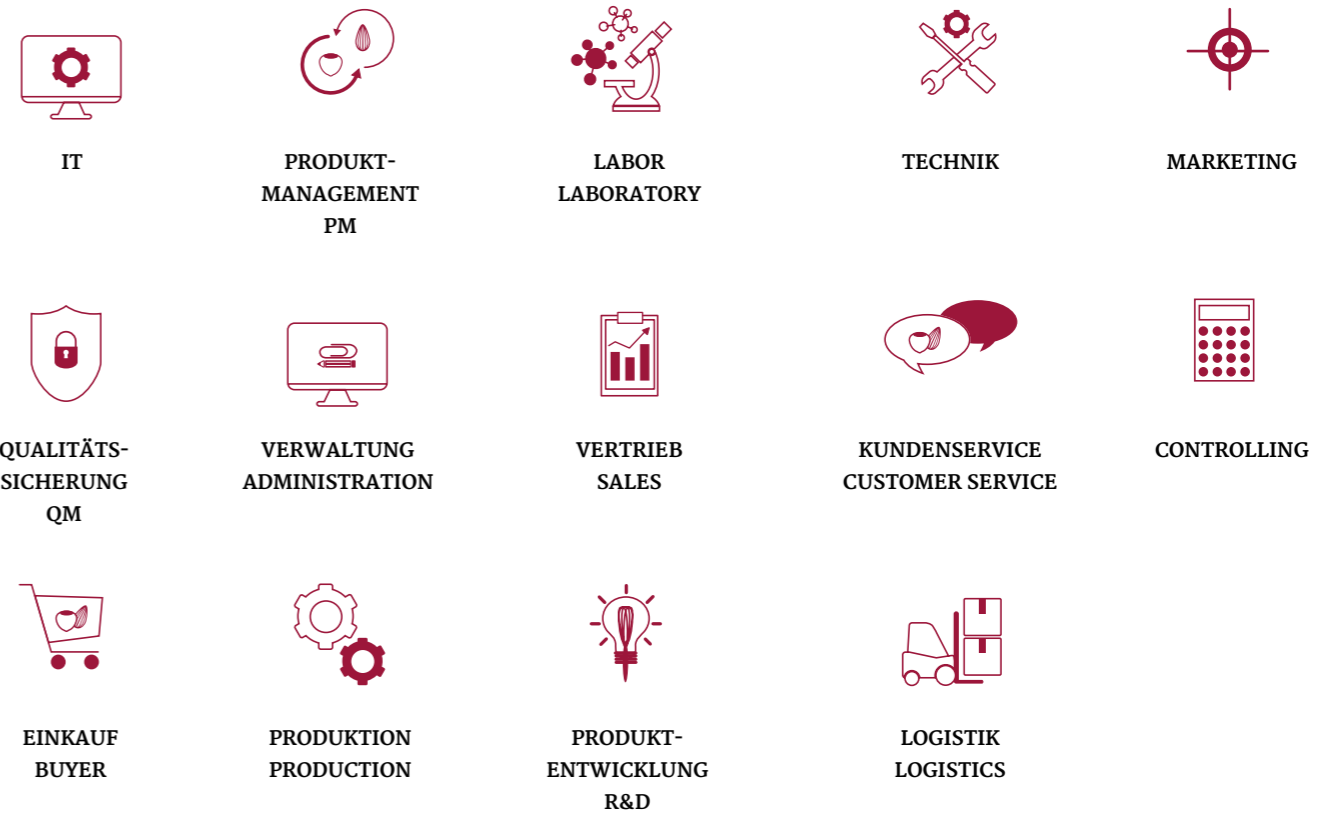 IT
PRODUKT-
MANAGEMENT
PM
LABOR
LABORATORY
TECHNIK
MARKETING
QUALITÄTS-
SICHERUNG
QM
VERWALTUNG
ADMINISTRATION
VERTRIEB
SALES
KUNDENSERVICE
CUSTOMER SERVICE
CONTROLLING
EINKAUF
BUYER
PRODUKTION
PRODUCTION
PRODUKT-
ENTWICKLUNG
R&D
LOGISTIK
LOGISTICS